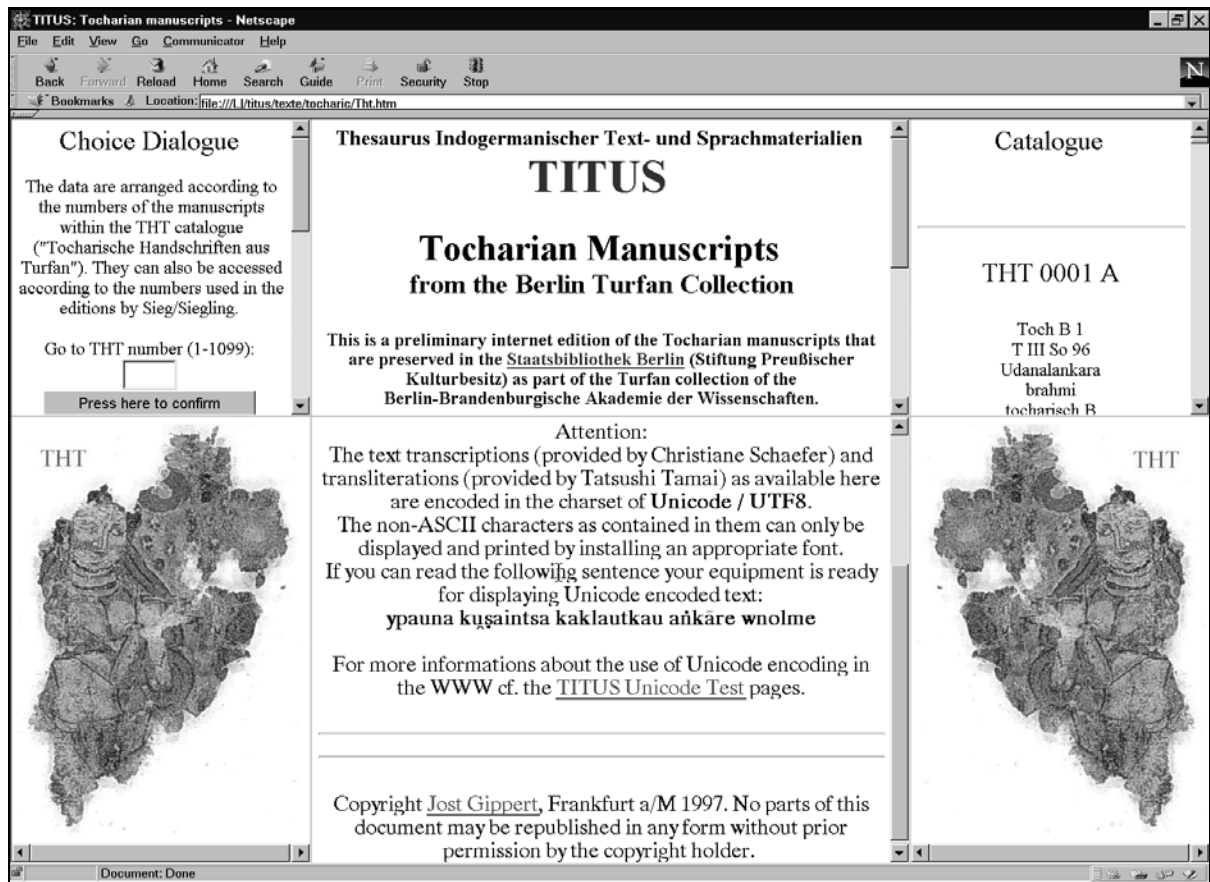 TITUS: Tocharian manuscripts - Netscape
File Edit View Go Communicator Help
Back Forward Reload Home Search Guide Print Security Stop
N
Bookmarks Location: file:///L|/titus/texte/tocharic/Tht.htm
Choice Dialogue
The data are arranged according to
the numbers of the manuscripts
within the THT catalogue
("Tocharische Handschriften aus
Turfan"). They can also be accessed
according to the numbers used in the
editions by Sieg/Siegling.
Go to THT number (1-1099):
Press here to confirm
Thesaurus Indogermanischer Text- und Sprachmaterialien
TITUS
Tocharian Manuscripts
from the Berlin Turfan Collection
This is a preliminary internet edition of the Tocharian manuscripts that
are preserved in the Staatsbibliothek Berlin (Stiftung Preußischer
Kulturbesitz) as part of the Turfan collection of the
Berlin-Brandenburgische Akademie der Wissenschaften.
Catalogue
THT 0001 A
Toch B 1
T III So 96
Udanalankara
brahmi
tocharisch B
THT
Attention:
The text transcriptions (provided by Christiane Schaefer) and
transliterations (provided by Tatsushi Tamai) as available here
are encoded in the charset of Unicode / UTF8.
The non-ASCII characters as contained in them can only be
displayed and printed by installing an appropriate font.
If you can read the following sentence your equipment is ready
for displaying Unicode encoded text:
ypauna ku̯ṣaintsa kaklautkau aṅkāre wnolme
For more informations about the use of Unicode encoding in
the WWW cf. the TITUS Unicode Test pages.
Copyright Jost Gippert, Frankfurt a/M 1997. No parts of this
document may be republished in any form without prior
permission by the copyright holder.
THT
Document: Done